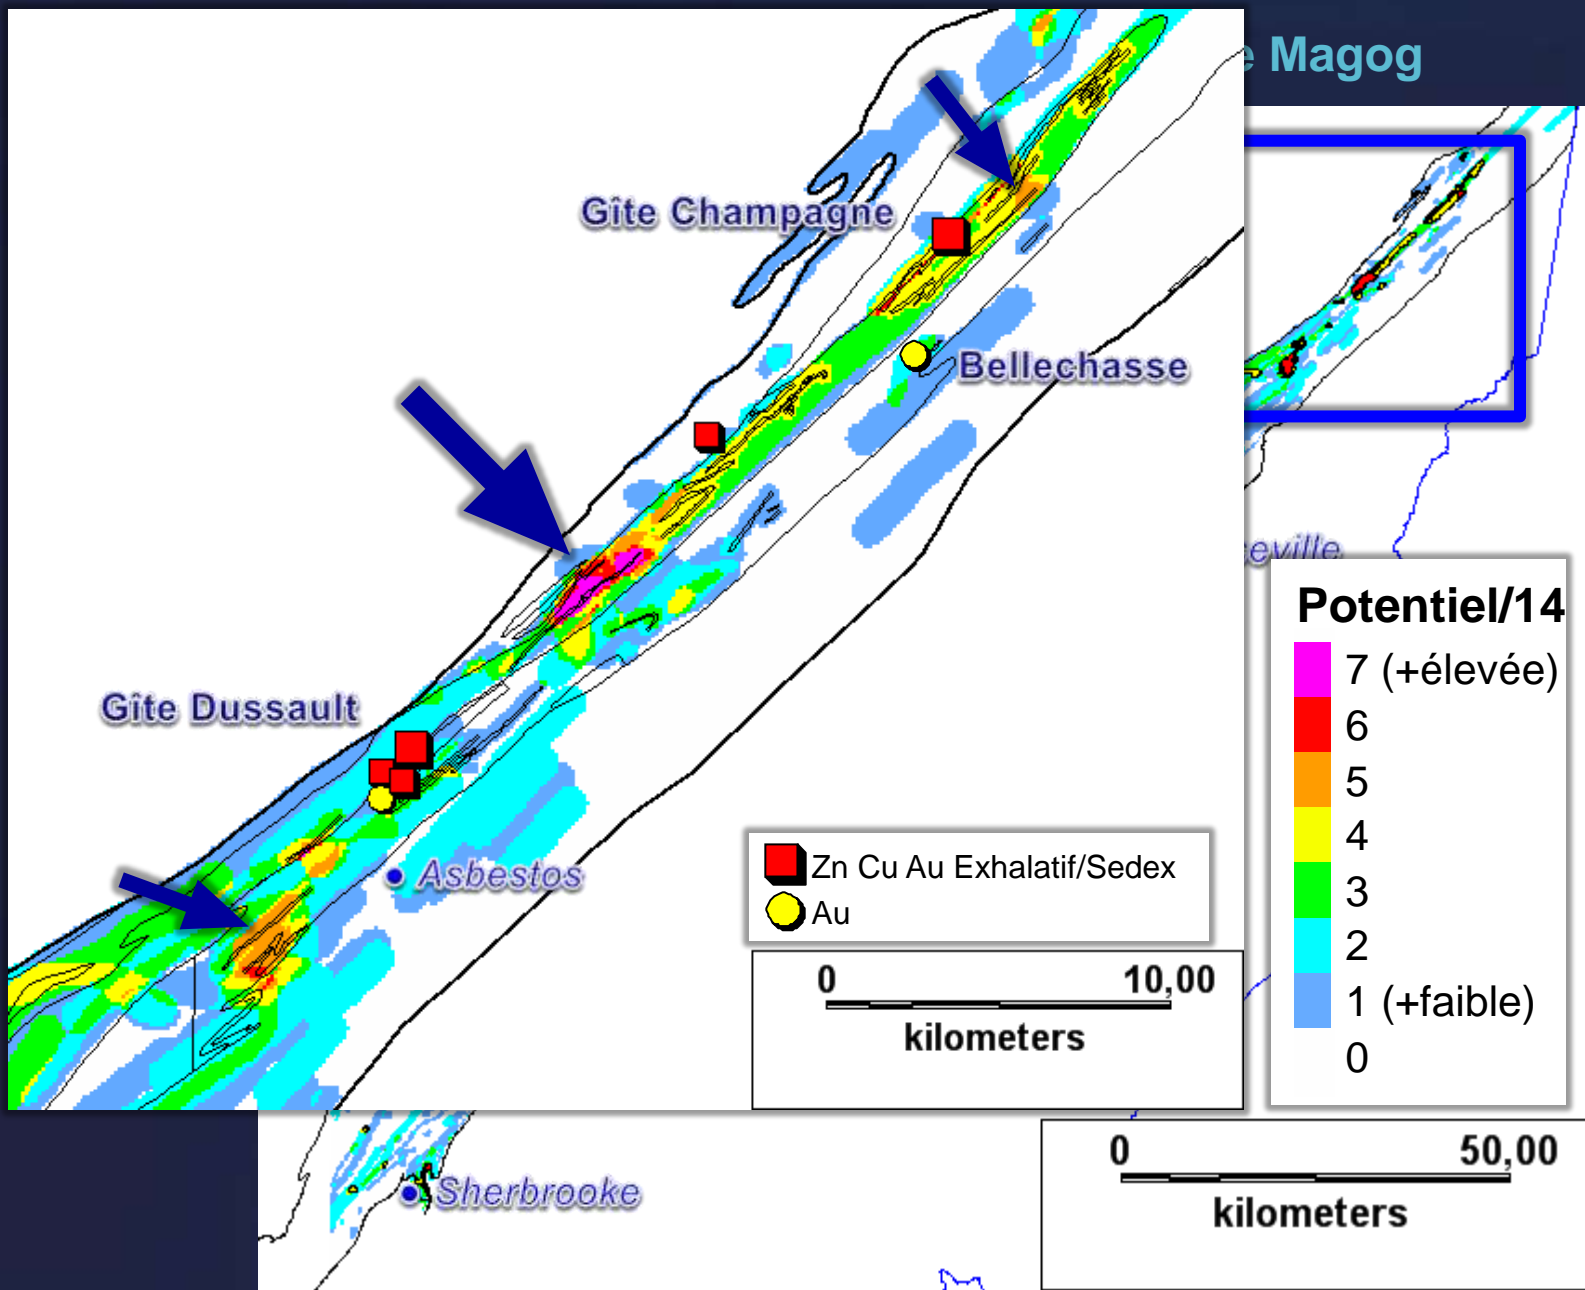 Magog
Gîte Champagne
Bellechasse
Gîte Dussault
Asbestos
Zn Cu Au Exhalatif/Sedex
Au
0 10,00
kilometers
Potentiel/14
7 (+élevée)
6
5
4
3
2
1 (+faible)
0
Sherbrooke
0 50,00
kilometers